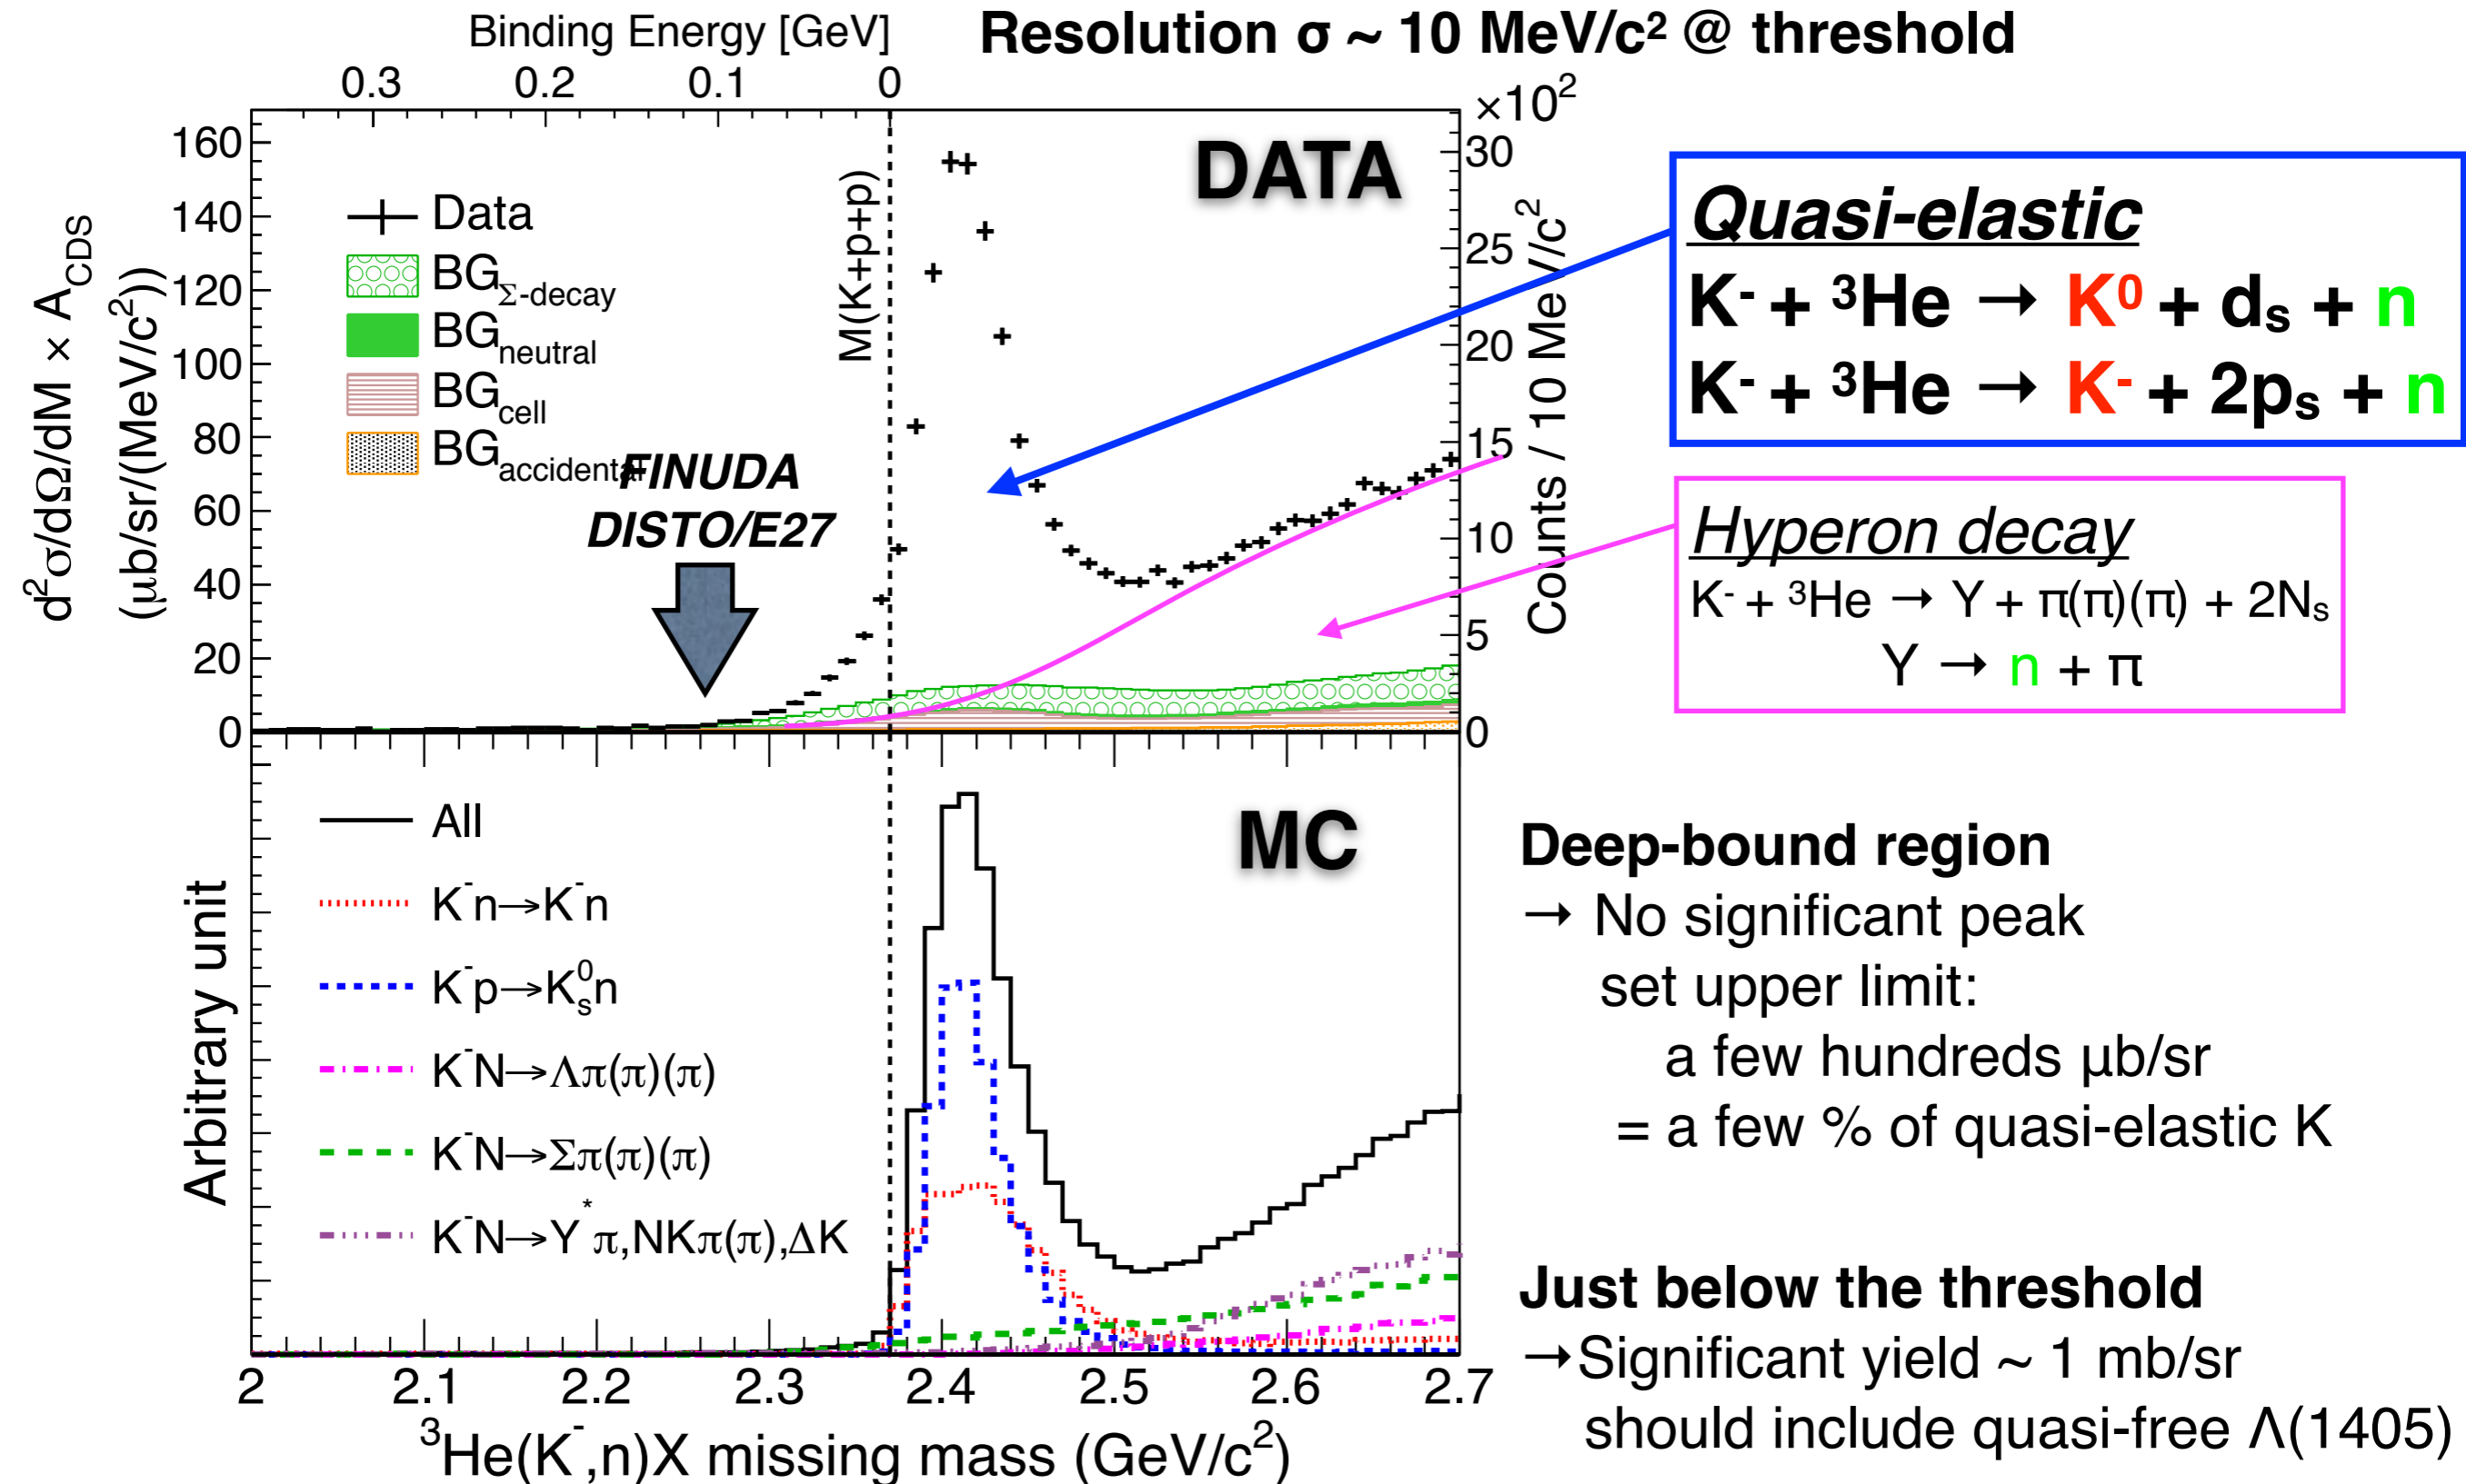 Binding Energy [GeV]
Resolution σ ~ 10 MeV/c² @ threshold
0.3 0.2 0.1 0
×10²
160
140
120
100
80
60
40
20
0
d²σ/dΩ/dM × A_CDS
(μb/sr/(MeV/c²))
Data
BG_Σ-decay
BG_neutral
BG_cell
BG_accidental
FINUDA
DISTO/E27
M(K+p+p)
DATA
30
25
20
15
10
5
0
Counts / 10 MeV/c²
Quasi-elastic
K⁻ + ³He → K⁰ + dₛ + n
K⁻ + ³He → K⁻ + 2pₛ + n
Hyperon decay
K⁻ + ³He → Y + π(π)(π) + 2Nₛ
Y → n + π
MC
Arbitrary unit
All
K⁻n→K⁻n
K⁻p→K⁰ₛn
K⁻N→Λπ(π)(π)
K⁻N→Σπ(π)(π)
K⁻N→Y*π,NKπ(π),ΔK
2 2.1 2.2 2.3 2.4 2.5 2.6 2.7
³He(K⁻,n)X missing mass (GeV/c²)
Deep-bound region
→ No significant peak
set upper limit:
a few hundreds μb/sr
= a few % of quasi-elastic K
Just below the threshold
→Significant yield ~ 1 mb/sr
should include quasi-free Λ(1405)